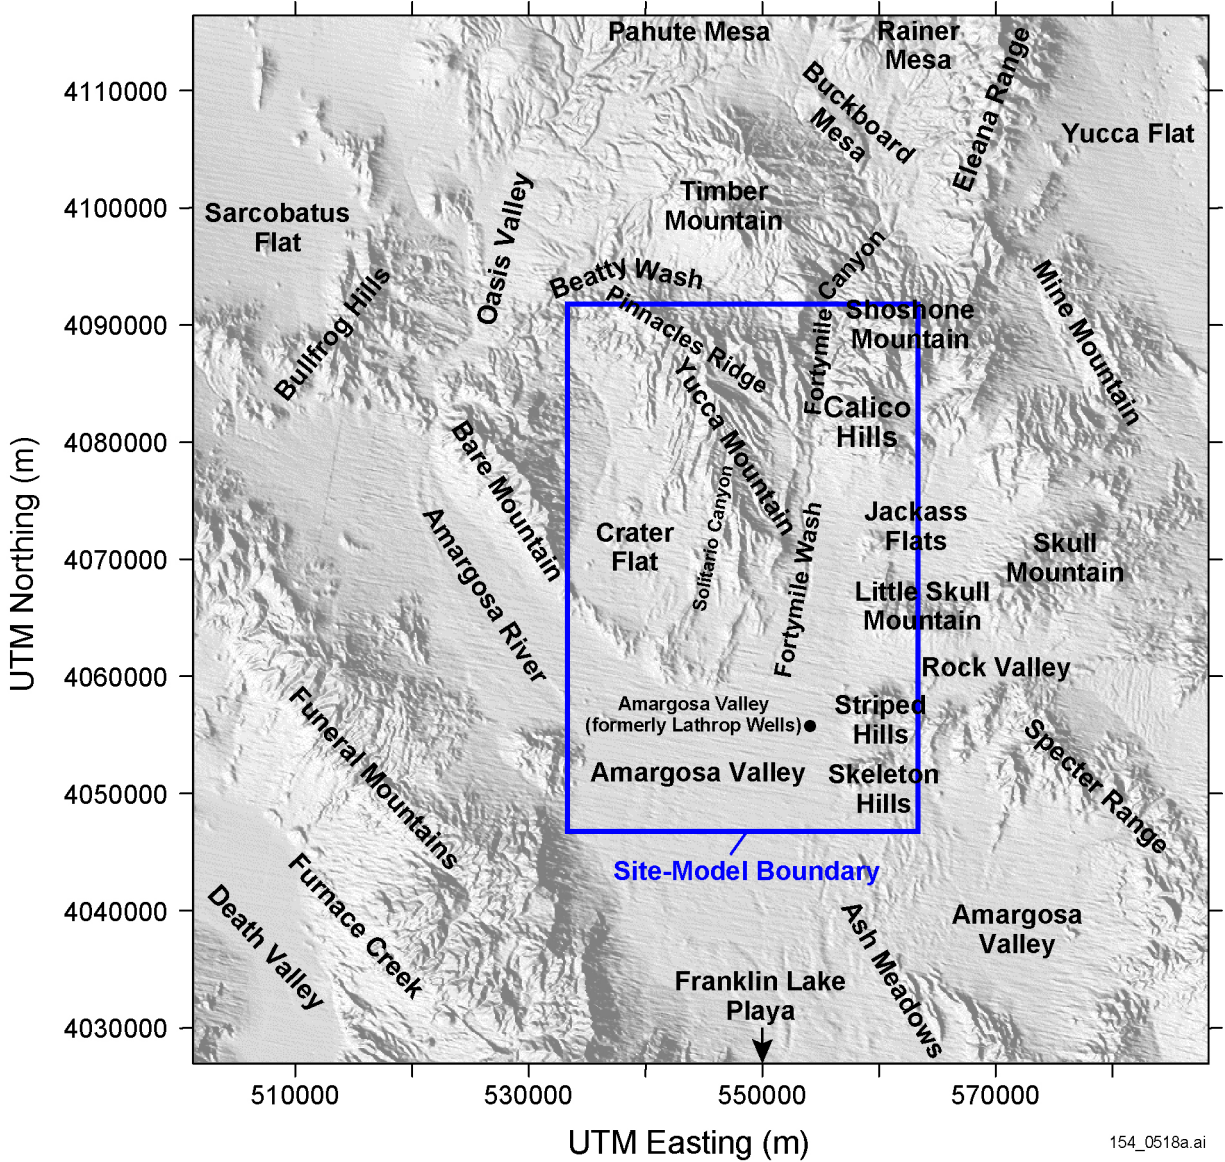 Pahute Mesa
Rainer
Mesa
Eleana Range
Buckboard
Mesa
Yucca Flat
4110000
4100000
4090000
4080000
4070000
4060000
4050000
4040000
4030000
UTM Northing (m)
Sarcobatus
Flat
Oasis Valley
Timber
Mountain
Beatty Wash
Fortymile Canyon
Bullfrog Hills
Pinnacles Ridge
Shoshone
Mountain
Mine Mountain
Yucca Mountain
Calico
Hills
Bare Mountain
Amargosa River
Crater
Flat
Solitario Canyon
Fortymile Wash
Jackass
Flats
Skull
Mountain
Little Skull
Mountain
Rock Valley
Amargosa Valley
(formerly Lathrop Wells)
Striped
Hills
Amargosa Valley
Skeleton
Hills
Specter Range
Funeral Mountains
Site-Model Boundary
Furnace Creek
Death Valley
Ash Meadows
Amargosa
Valley
Franklin Lake
Playa
510000
530000
550000
570000
UTM Easting (m)
154_0518a.ai